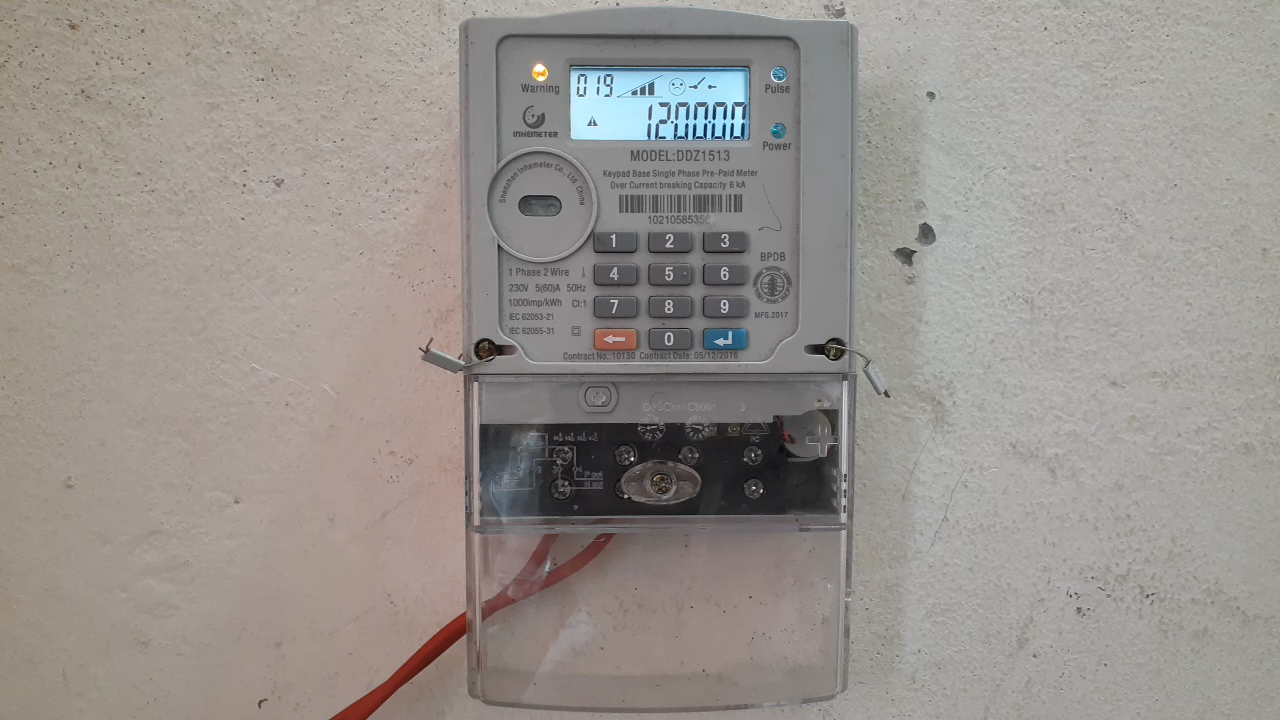 019
120000
Warning
Pulse
INHEMETER
Power
MODEL:DDZ1513
Keypad Base Single Phase Pre-Paid Meter
Over Current breaking Capacity 6 kA
Shenzhen Inhemeter Co., Ltd. China
10210585356
1 2 3
4 5 6
7 8 9
0
BPDB
MFG.2017
1 Phase 2 Wire
230V 5(60)A 50Hz
1000imp/kWh Cl:1
IEC 62053-21
IEC 62055-31
Contract No.:10130 Contract Date: 05/12/2016